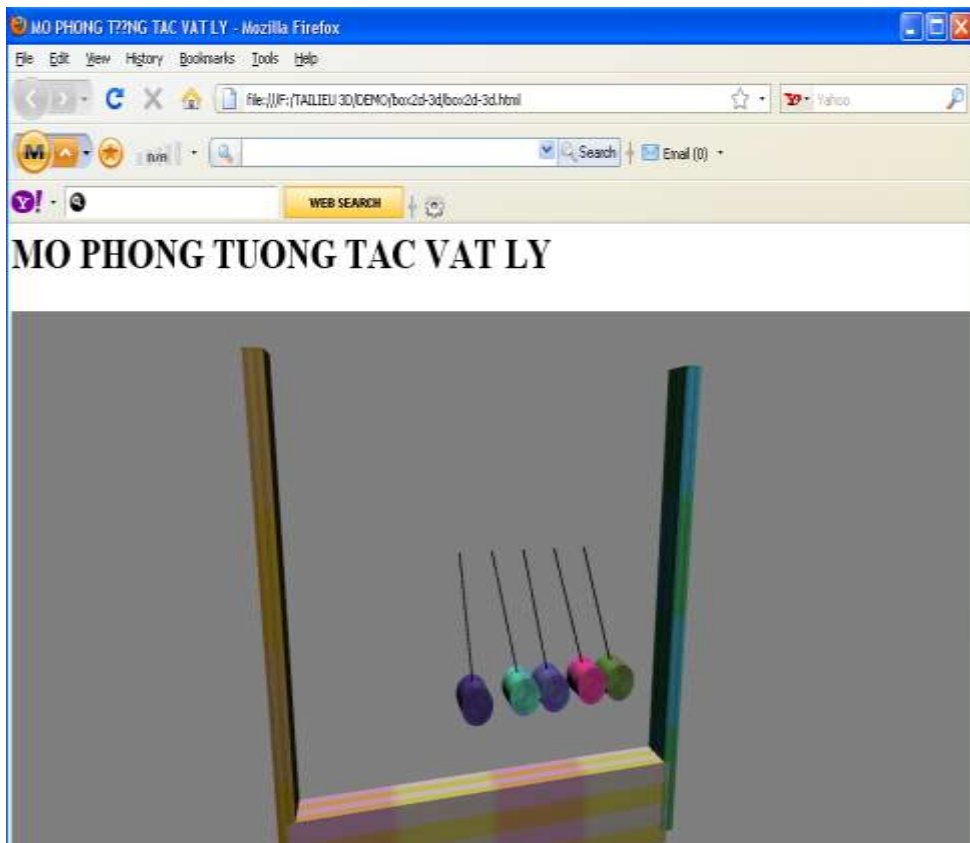 MO PHONG T??NG TAC VAT LY - Mozilla Firefox
File Edit View History Bookmarks Tools Help
file:///F:/TAILIEU 3D/DEMO/box2d-3d/box2d-3d.html Yahoo
M n/n Search Email (0)
Y! WEB SEARCH
MO PHONG TUONG TAC VAT LY